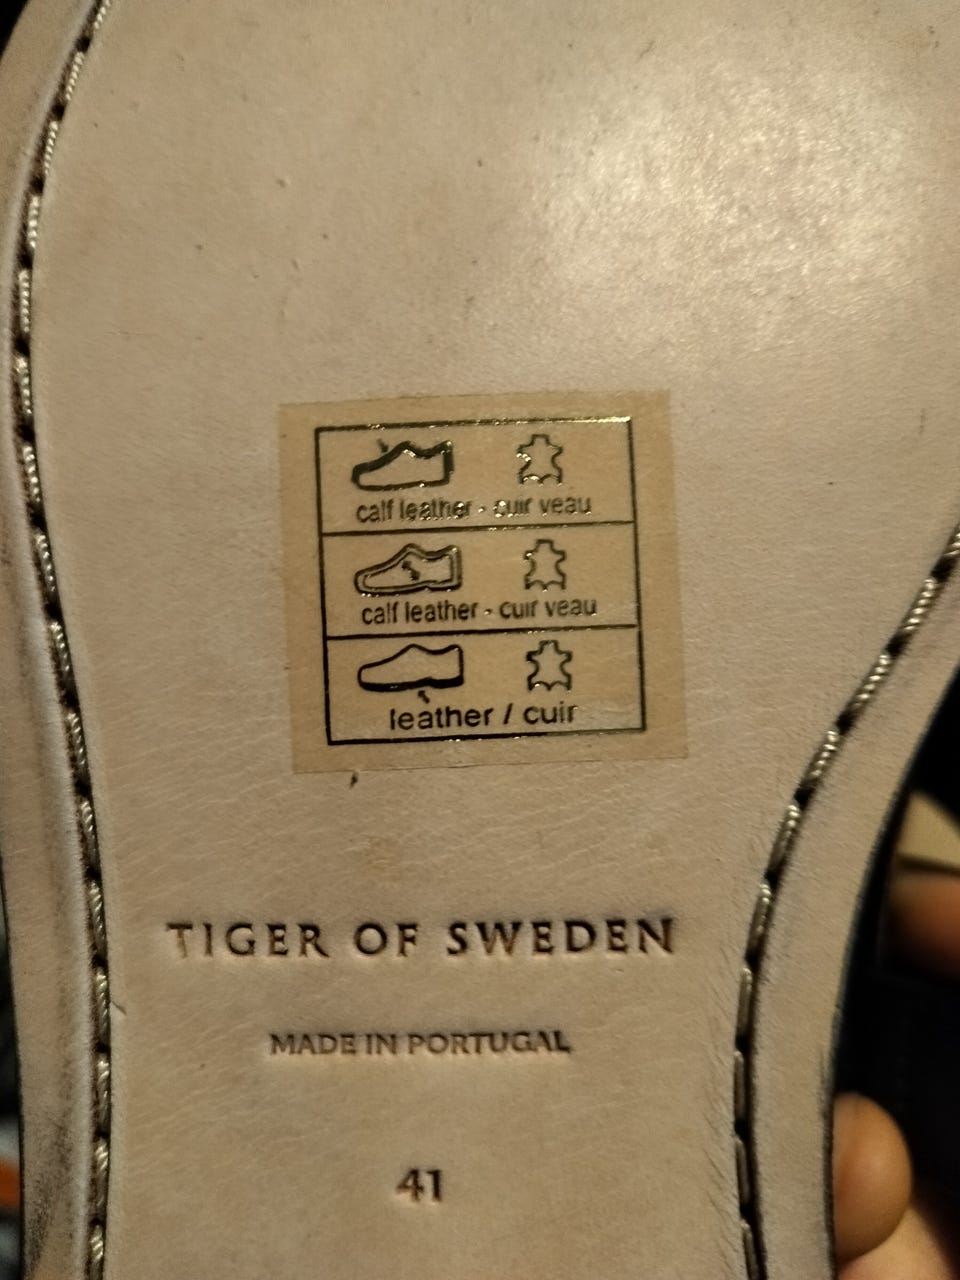 calf leather - cuir veau
calf leather - cuir veau
leather / cuir
TIGER OF SWEDEN
MADE IN PORTUGAL
41